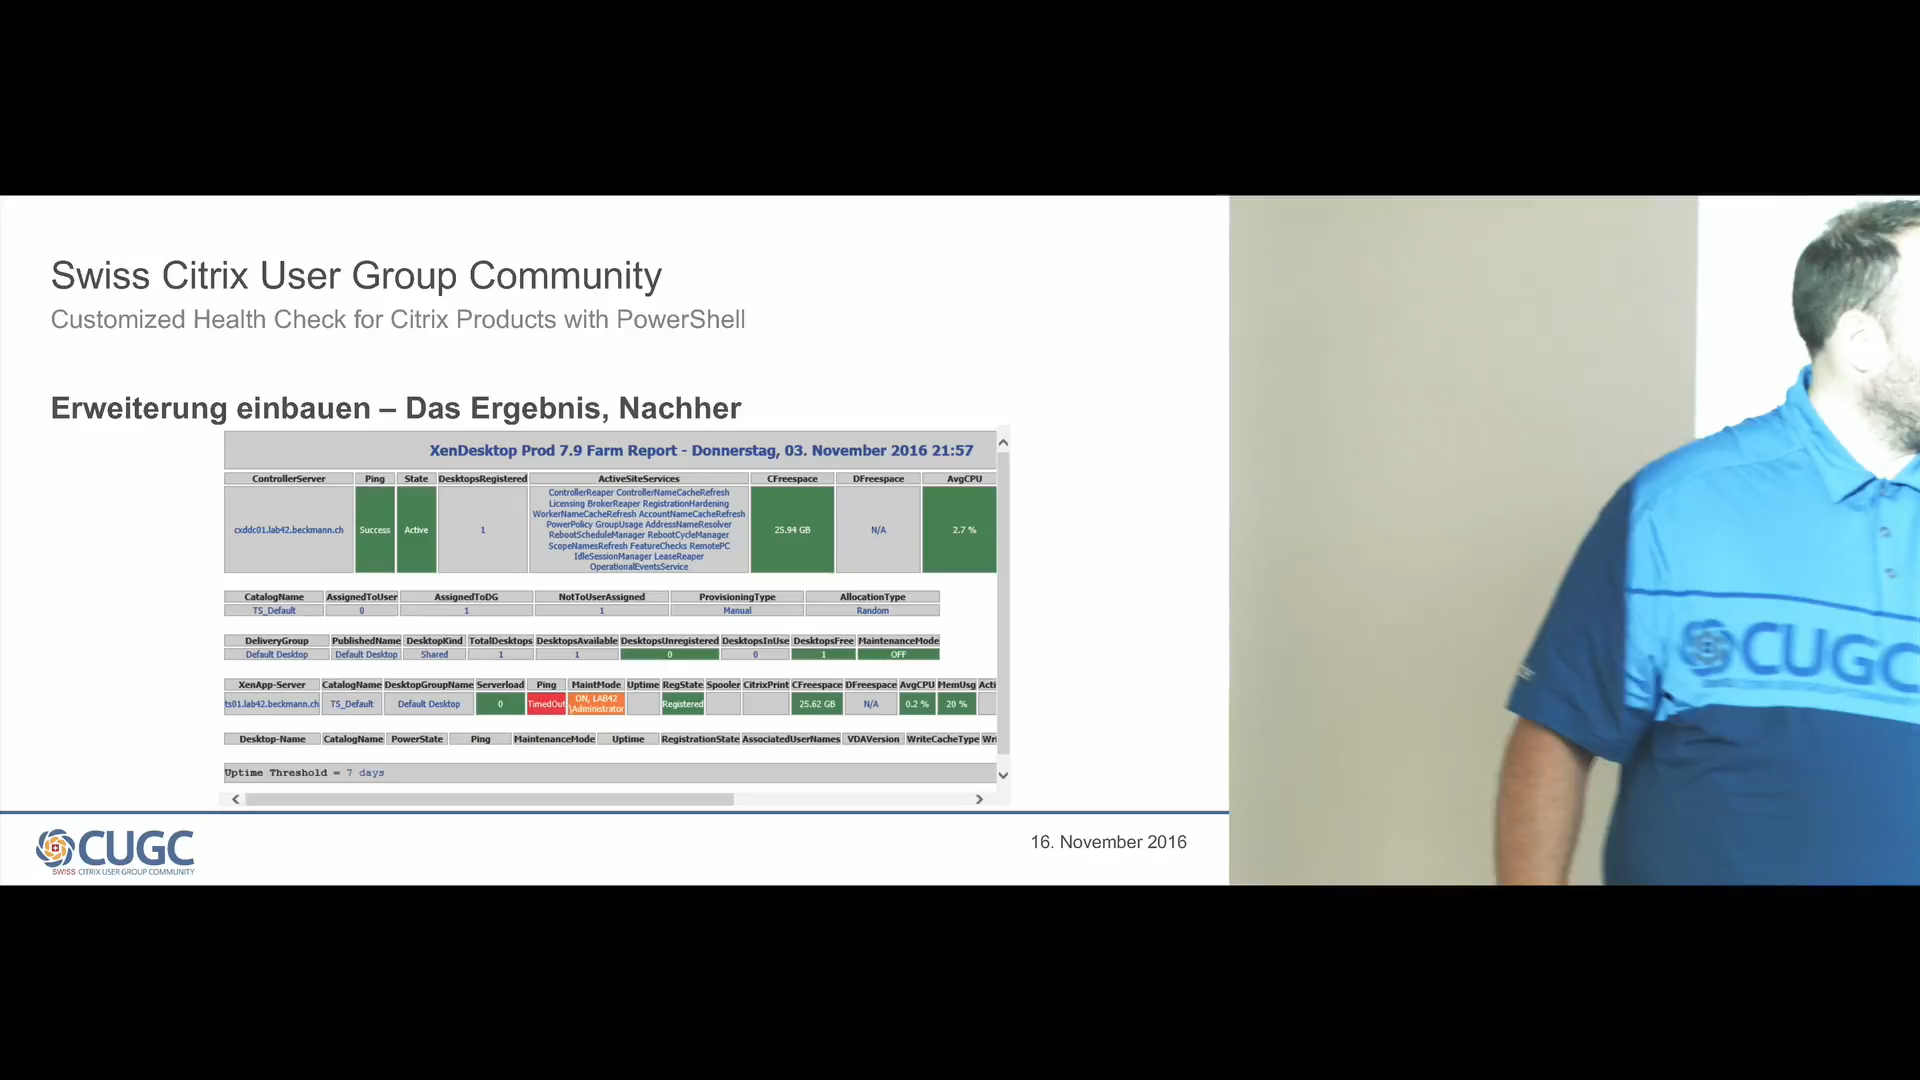 Swiss Citrix User Group Community
Customized Health Check for Citrix Products with PowerShell
Erweiterung einbauen – Das Ergebnis, Nachher
XenDesktop Prod 7.9 Farm Report - Donnerstag, 03. November 2016 21:57
ControllerServer Ping State DesktopsRegistered ActiveSiteServices CFreespace DFreespace AvgCPU
ControllerReaper ControllerNameCacheRefresh
Licensing BrokerReaper RegistrationHardening
WorkerNameCacheRefresh AccountNameCacheRefresh
PowerPolicy GroupUsage AddressNameResolver
cxddc01.lab42.beckmann.ch Success Active 1 RebootScheduleManager RebootCycleManager 25.94 GB N/A 2.7 %
ScopeNamesRefresh FeatureChecks RemotePC
IdleSessionManager LeaseReaper
OperationalEventsService
CatalogName AssignedToUser AssignedToDG NotToUserAssigned ProvisioningType AllocationType
TS_Default 0 1 1 Manual Random
DeliveryGroup PublishedName DesktopKind TotalDesktops DesktopsAvailable DesktopsUnregistered DesktopsInUse DesktopsFree MaintenanceMode
Default Desktop Default Desktop Shared 1 1 0 0 1 OFF
XenApp-Server CatalogName DesktopGroupName Serverload Ping MaintMode Uptime RegState Spooler CitrixPrint CFreespace DFreespace AvgCPU MemUsg Acti
ts01.lab42.beckmann.ch TS_Default Default Desktop 0 TimedOut ON, LAB42 \Administrator Registered 25.62 GB N/A 0.2 % 20 %
Desktop-Name CatalogName PowerState Ping MaintenanceMode Uptime RegistrationState AssociatedUserNames VDAVersion WriteCacheType Wri
Uptime Threshold = 7 days
CUGC
SWISS CITRIX USER GROUP COMMUNITY
16. November 2016
CUGC